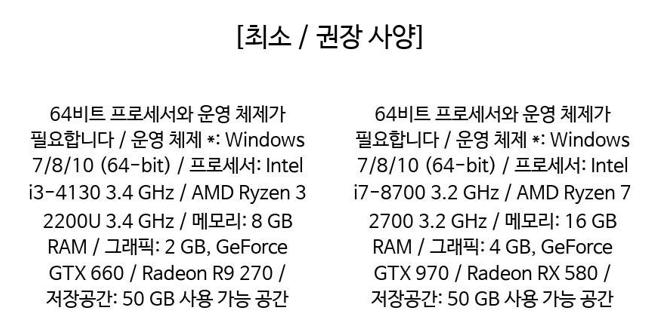 [최소 / 권장 사양]
64비트 프로세서와 운영 체제가
필요합니다 / 운영 체제 *: Windows
7/8/10 (64-bit) / 프로세서: Intel
i3-4130 3.4 GHz / AMD Ryzen 3
2200U 3.4 GHz / 메모리: 8 GB
RAM / 그래픽: 2 GB, GeForce
GTX 660 / Radeon R9 270 /
저장공간: 50 GB 사용 가능 공간
64비트 프로세서와 운영 체제가
필요합니다 / 운영 체제 *: Windows
7/8/10 (64-bit) / 프로세서: Intel
i7-8700 3.2 GHz / AMD Ryzen 7
2700 3.2 GHz / 메모리: 16 GB
RAM / 그래픽: 4 GB, GeForce
GTX 970 / Radeon RX 580 /
저장공간: 50 GB 사용 가능 공간